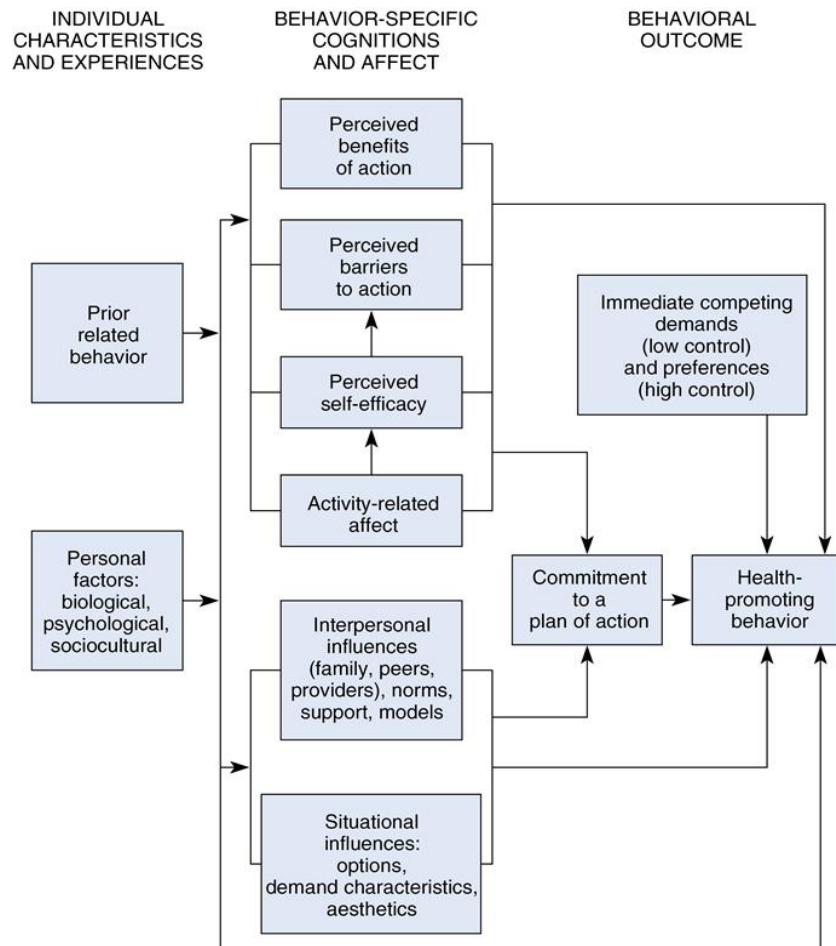 INDIVIDUAL
CHARACTERISTICS
AND EXPERIENCES
BEHAVIOR-SPECIFIC
COGNITIONS
AND AFFECT
BEHAVIORAL
OUTCOME
Perceived
benefits
of action
Perceived
barriers
to action
Prior
related
behavior
Immediate competing
demands
(low control)
and preferences
(high control)
Perceived
self-efficacy
Activity-related
affect
Personal
factors:
biological,
psychological,
sociocultural
Commitment
to a
plan of action
Health-
promoting
behavior
Interpersonal
influences
(family, peers,
providers), norms,
support, models
Situational
influences:
options,
demand characteristics,
aesthetics